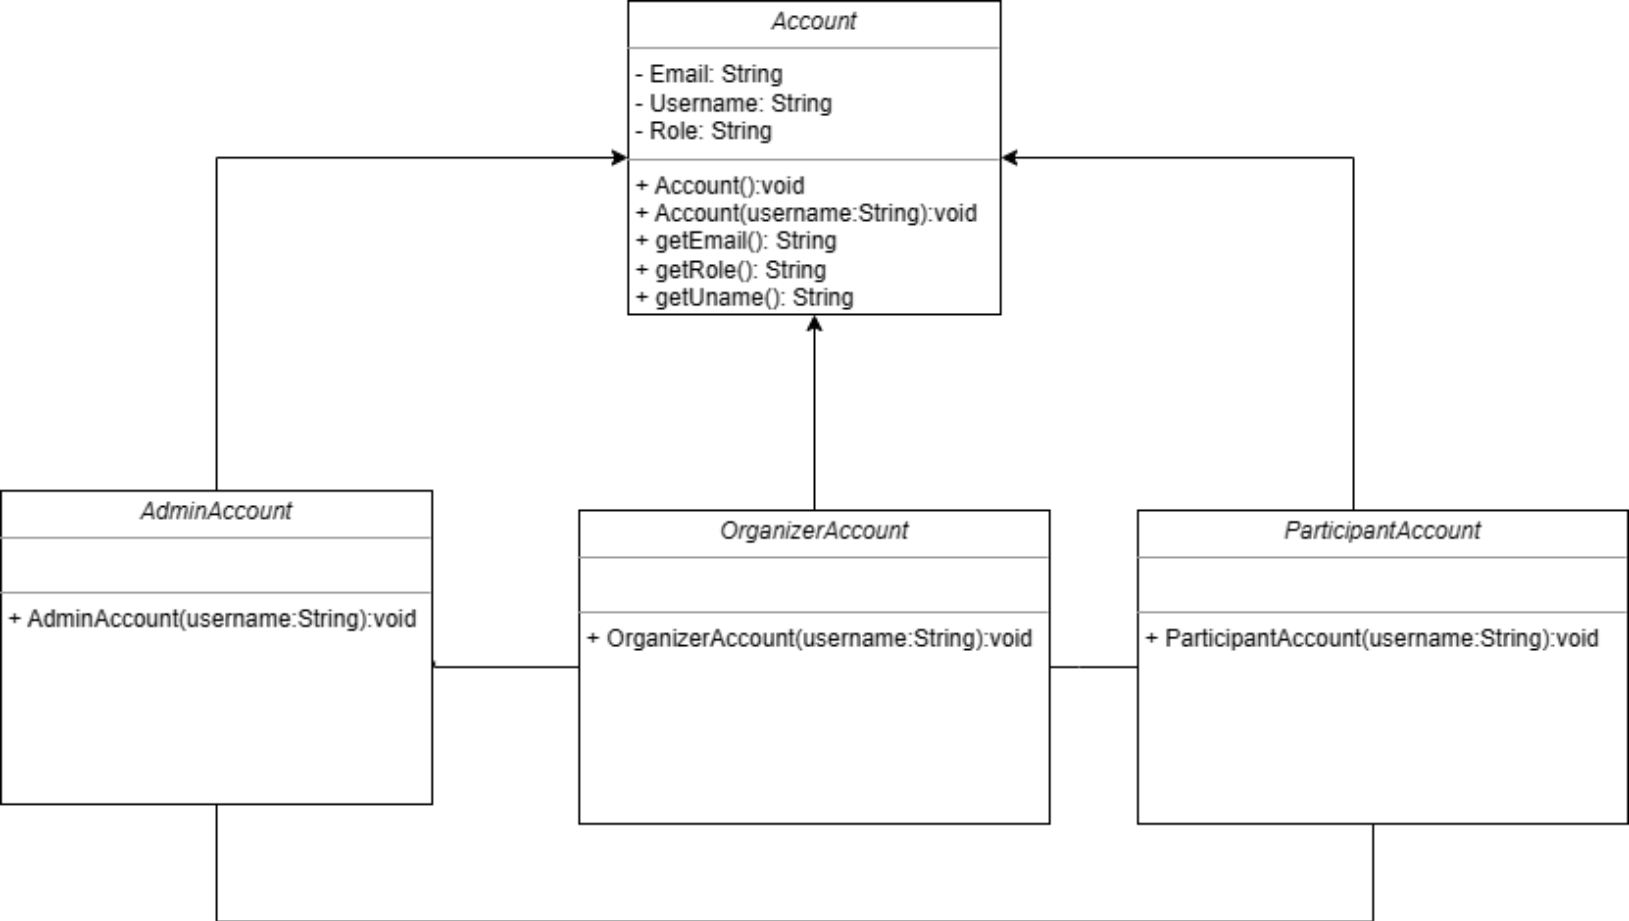 Account
- Email: String
- Username: String
- Role: String
+ Account():void
+ Account(username:String):void
+ getEmail(): String
+ getRole(): String
+ getUname(): String
AdminAccount
+ AdminAccount(username:String):void
OrganizerAccount
+ OrganizerAccount(username:String):void
ParticipantAccount
+ ParticipantAccount(username:String):void